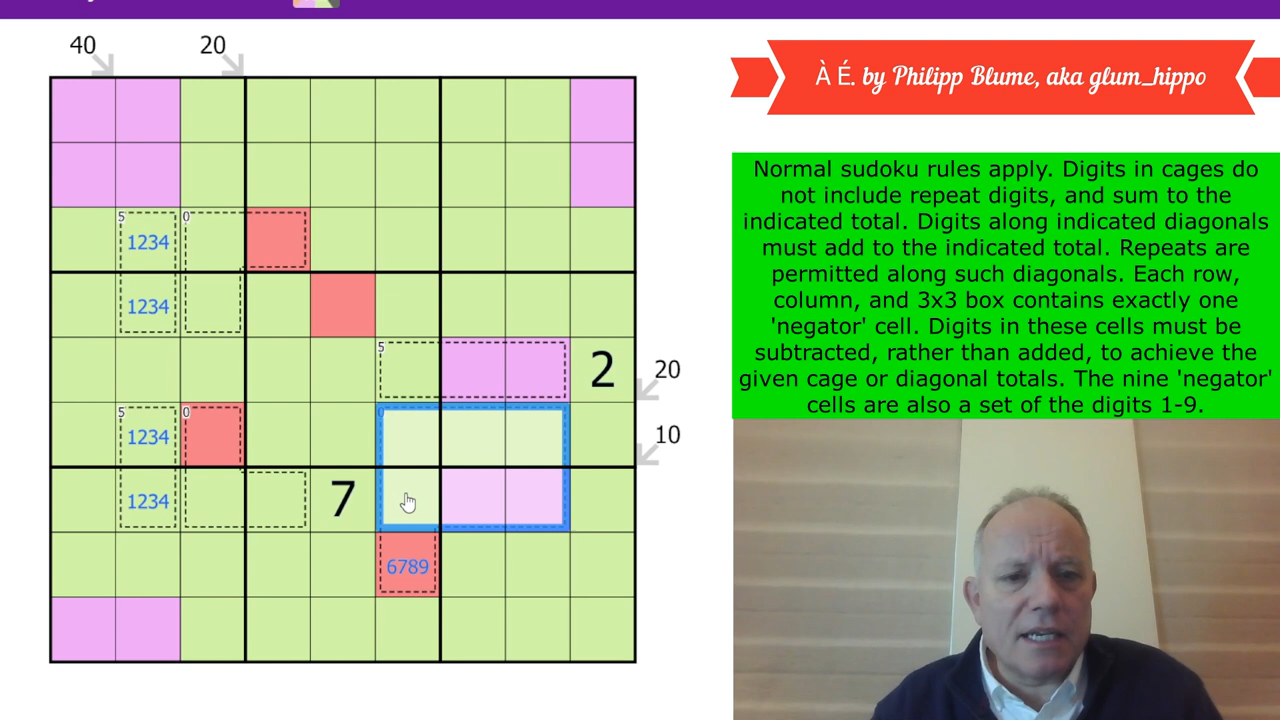 40 20
À É. by Philipp Blume, aka glum_hippo
Normal sudoku rules apply. Digits in cages do
not include repeat digits, and sum to the
indicated total. Digits along indicated diagonals
must add to the indicated total. Repeats are
permitted along such diagonals. Each row,
column, and 3x3 box contains exactly one
'negator' cell. Digits in these cells must be
subtracted, rather than added, to achieve the
given cage or diagonal totals. The nine 'negator'
cells are also a set of the digits 1-9.
5 0
1234
1234
5 2 20
5 0 0
1234 10
1234 7
6789